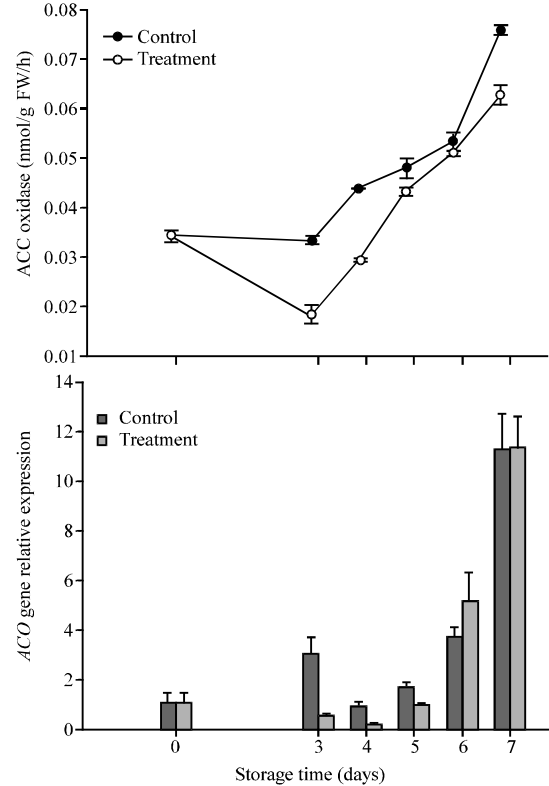 0.08
Control
Treatment
0.07
0.06
0.05
0.04
0.03
0.02
0.01
ACC oxidase (nmol/g FW/h)
14
Control
Treatment
12
10
8
6
4
2
0
ACO gene relative expression
0 3 4 5 6 7
Storage time (days)